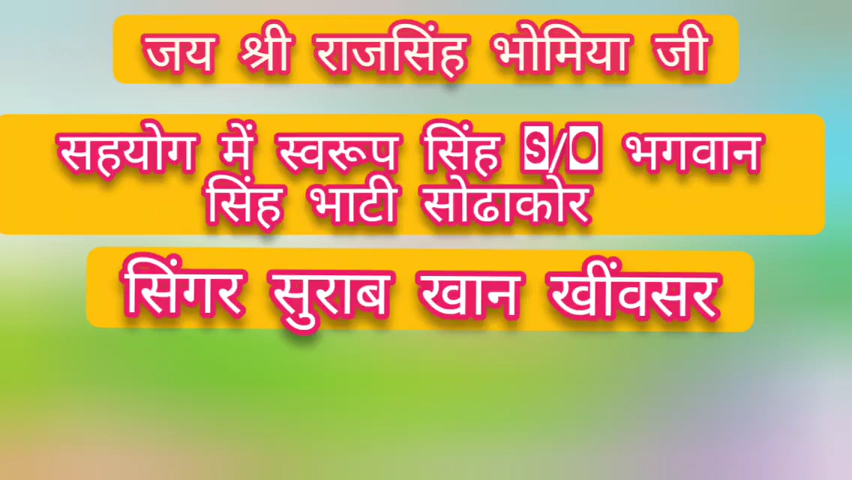 जय श्री राजसिंह भोमिया जी
सहयोग में स्वरूप सिंह S/O भगवान
सिंह भाटी सोढाकोर
सिंगर सुराब खान खींवसर